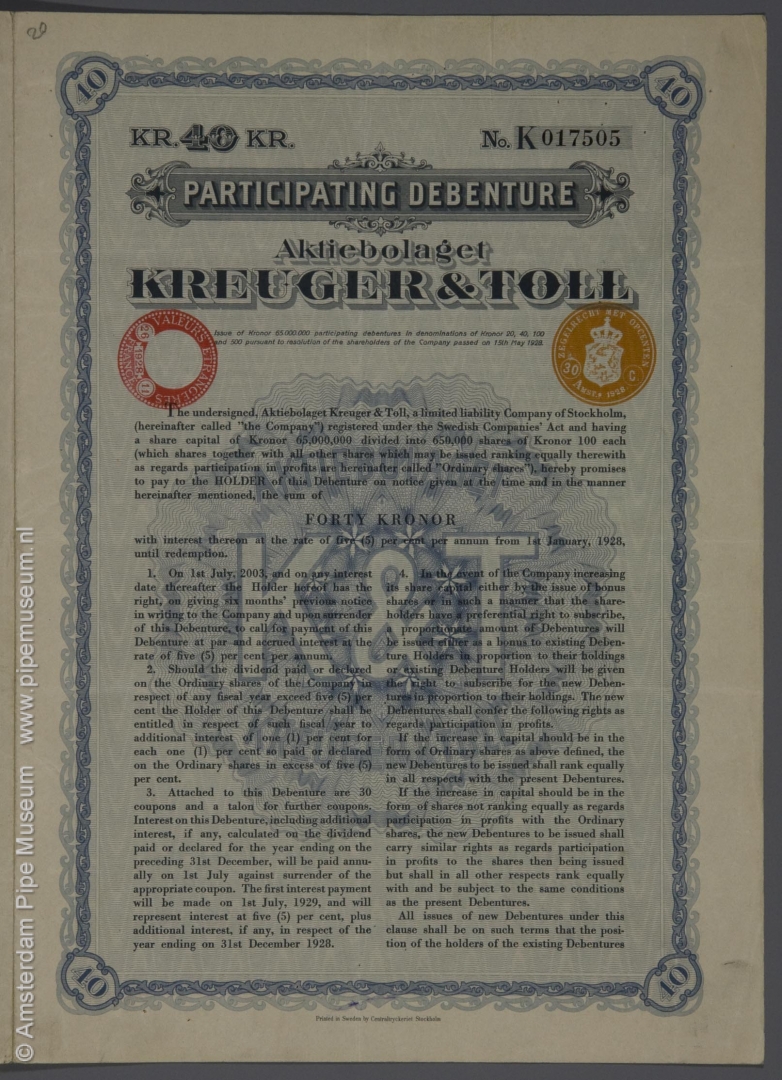 20
40
40
KR. 40 KR.
No. K 017505
PARTICIPATING DEBENTURE
Aktiebolaget
KREUGER & TOLL
Issue of Kronor 65.000.000 participating debentures in denominations of Kronor 20, 40, 100
and 500 pursuant to resolution of the shareholders of the Company passed on 15th May 1928.
VALEURS ETRANGERES
26
1928
11
ZEGELRECHT MET OPCENTEN
30 C
Amst. 1928
The undersigned, Aktiebolaget Kreuger & Toll, a limited liability Company of Stockholm,
(hereinafter called "the Company") registered under the Swedish Companies' Act and having
a share capital of Kronor 65,000,000 divided into 650,000 shares of Kronor 100 each
(which shares together with all other shares which may be issued ranking equally therewith
as regards participation in profits are hereinafter called "Ordinary shares"), hereby promises
to pay to the HOLDER of this Debenture on notice given at the time and in the manner
hereinafter mentioned, the sum of
FORTY KRONOR
with interest thereon at the rate of five (5) per cent per annum from 1st January, 1928,
until redemption.
1. On 1st July, 2003, and on any interest
date thereafter the Holder hereof has the
right, on giving six months' previous notice
in writing to the Company and upon surrender
of this Debenture, to call for payment of this
Debenture at par and accrued interest at the
rate of five (5) per cent per annum.
2. Should the dividend paid or declared
on the Ordinary shares of the Company in
respect of any fiscal year exceed five (5) per
cent the Holder of this Debenture shall be
entitled in respect of such fiscal year to
additional interest of one (1) per cent for
each one (1) per cent so paid or declared
on the Ordinary shares in excess of five (5)
per cent.
3. Attached to this Debenture are 30
coupons and a talon for further coupons.
Interest on this Debenture, including additional
interest, if any, calculated on the dividend
paid or declared for the year ending on the
preceding 31st December, will be paid annu-
ally on 1st July against surrender of the
appropriate coupon. The first interest payment
will be made on 1st July, 1929, and will
represent interest at five (5) per cent, plus
additional interest, if any, in respect of the
year ending on 31st December 1928.
4. In the event of the Company increasing
its share capital either by the issue of bonus
shares or in such a manner that the share-
holders have a preferential right to subscribe,
a proportionate amount of Debentures will
be issued either as a bonus to existing Deben-
ture Holders in proportion to their holdings
or existing Debenture Holders will be given
the right to subscribe for the new Deben-
tures in proportion to their holdings. The new
Debentures shall confer the following rights as
regards participation in profits.
If the increase in capital should be in the
form of Ordinary shares as above defined, the
new Debentures to be issued shall rank equally
in all respects with the present Debentures.
If the increase in capital should be in the
form of shares not ranking equally as regards
participation in profits with the Ordinary
shares, the new Debentures to be issued shall
carry similar rights as regards participation
in profits to the shares then being issued
but shall in all other respects rank equally
with and be subject to the same conditions
as the present Debentures.
All issues of new Debentures under this
clause shall be on such terms that the posi-
tion of the holders of the existing Debentures
K&T
40
40
Printed in Sweden by Centraltryckeriet Stockholm
© Amsterdam Pipe Museum www.pipemuseum.nl